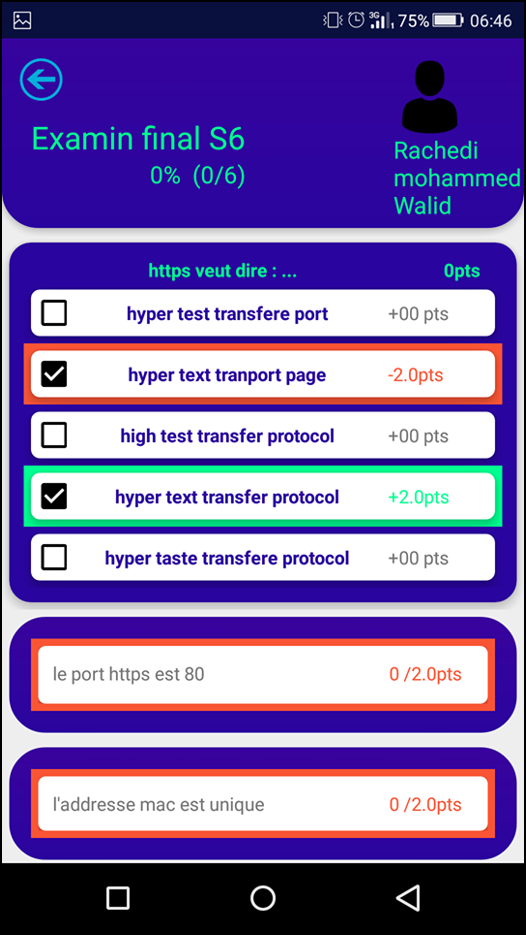 3G 75% 06:46
Examin final S6
0% (0/6)
Rachedi
mohammed
Walid
https veut dire : ... 0pts
hyper test transfere port +00 pts
hyper text tranport page -2.0pts
high test transfer protocol +00 pts
hyper text transfer protocol +2.0pts
hyper taste transfere protocol +00 pts
le port https est 80 0 /2.0pts
l'addresse mac est unique 0 /2.0pts